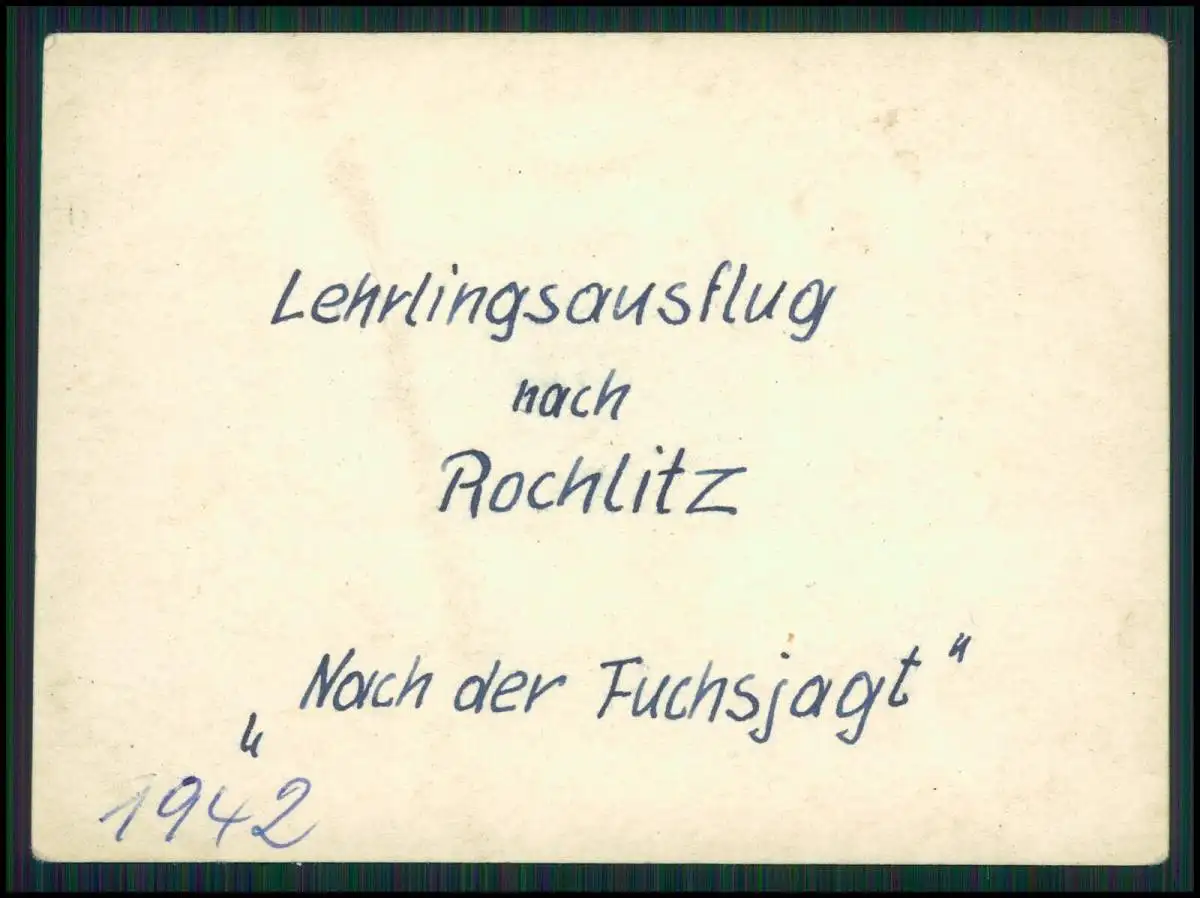 Lehrlingsausflug
nach
Rochlitz
„Nach der Fuchsjagt"
1942